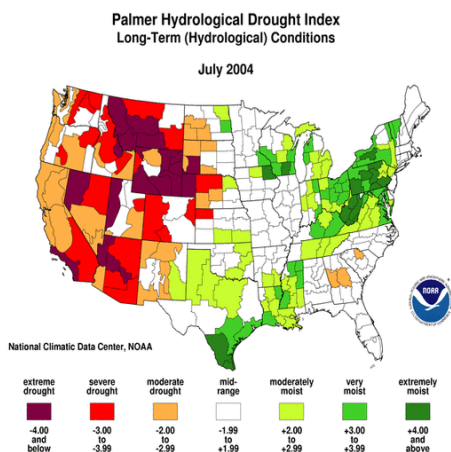 Palmer Hydrological Drought Index
Long-Term (Hydrological) Conditions
July 2004
NOAA
National Climatic Data Center, NOAA
extreme drought
severe drought
moderate drought
mid-range
moderately moist
very moist
extremely moist
-4.00 and below
-3.00 to -3.99
-2.00 to -2.99
-1.99 to +1.99
+2.00 to +2.99
+3.00 to +3.99
+4.00 and above